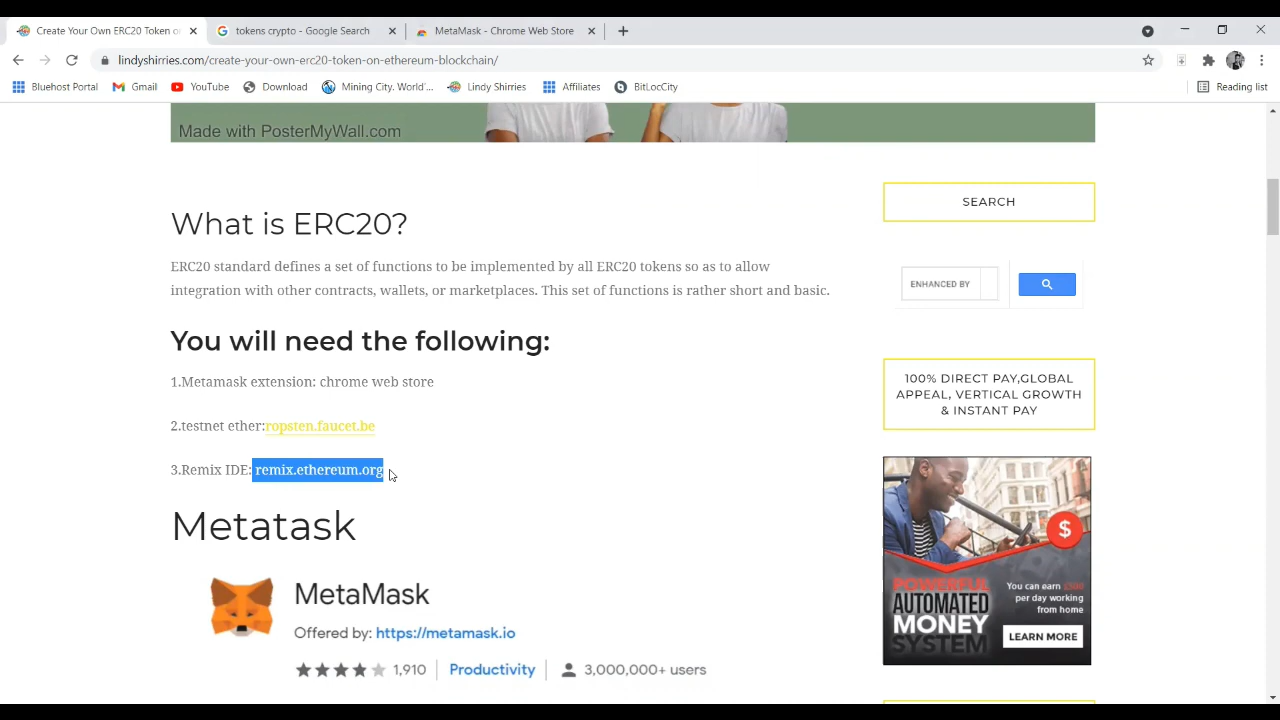 Create Your Own ERC20 Token or
tokens crypto - Google Search
MetaMask - Chrome Web Store
lindyshirries.com/create-your-own-erc20-token-on-ethereum-blockchain/
Bluehost Portal
Gmail
YouTube
Download
Mining City. World'...
Lindy Shirries
Affiliates
BitLocCity
Reading list
Made with PosterMyWall.com
What is ERC20?
ERC20 standard defines a set of functions to be implemented by all ERC20 tokens so as to allow
integration with other contracts, wallets, or marketplaces. This set of functions is rather short and basic.
You will need the following:
1.Metamask extension: chrome web store
2.testnet ether:ropsten.faucet.be
3.Remix IDE: remix.ethereum.org
Metatask
MetaMask
Offered by: https://metamask.io
1,910
Productivity
3,000,000+ users
SEARCH
ENHANCED BY
100% DIRECT PAY,GLOBAL
APPEAL, VERTICAL GROWTH
& INSTANT PAY
$
POWERFUL
AUTOMATED
MONEY
SYSTEM
You can earn £500
per day working
from home
LEARN MORE